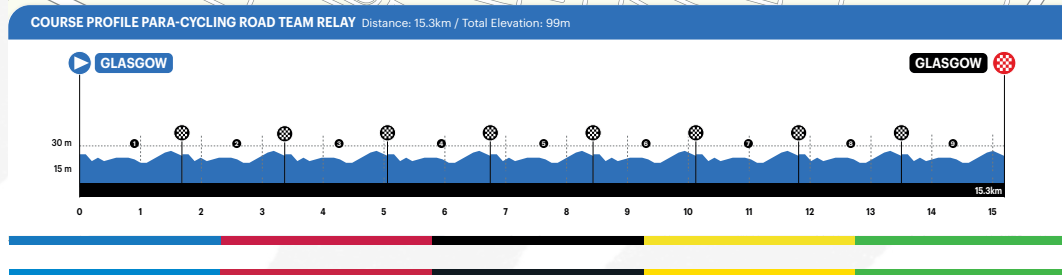 COURSE PROFILE PARA-CYCLING ROAD TEAM RELAY Distance: 15.3km / Total Elevation: 99m
GLASGOW GLASGOW
30 m
1 2 3 4 5 6 7 8 9
15 m
15.3km
0 1 2 3 4 5 6 7 8 9 10 11 12 13 14 15